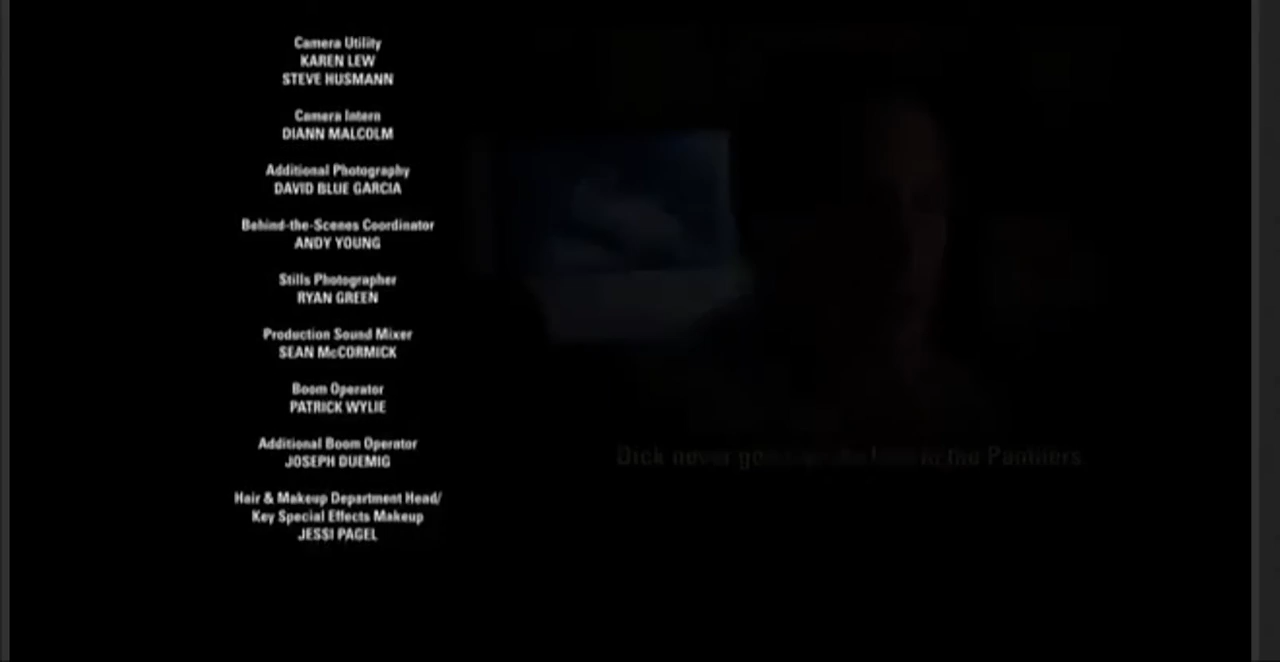 Camera Utility
KAREN LEW
STEVE HUSMANN
Camera Intern
DIANN MALCOLM
Additional Photography
DAVID BLUE GARCIA
Behind-the-Scenes Coordinator
ANDY YOUNG
Stills Photographer
RYAN GREEN
Production Sound Mixer
SEAN McCORMICK
Boom Operator
PATRICK WYLIE
Additional Boom Operator
JOSEPH DUEMIG
Hair & Makeup Department Head/
Key Special Effects Makeup
JESSI PAGEL
Dick never the Panthers